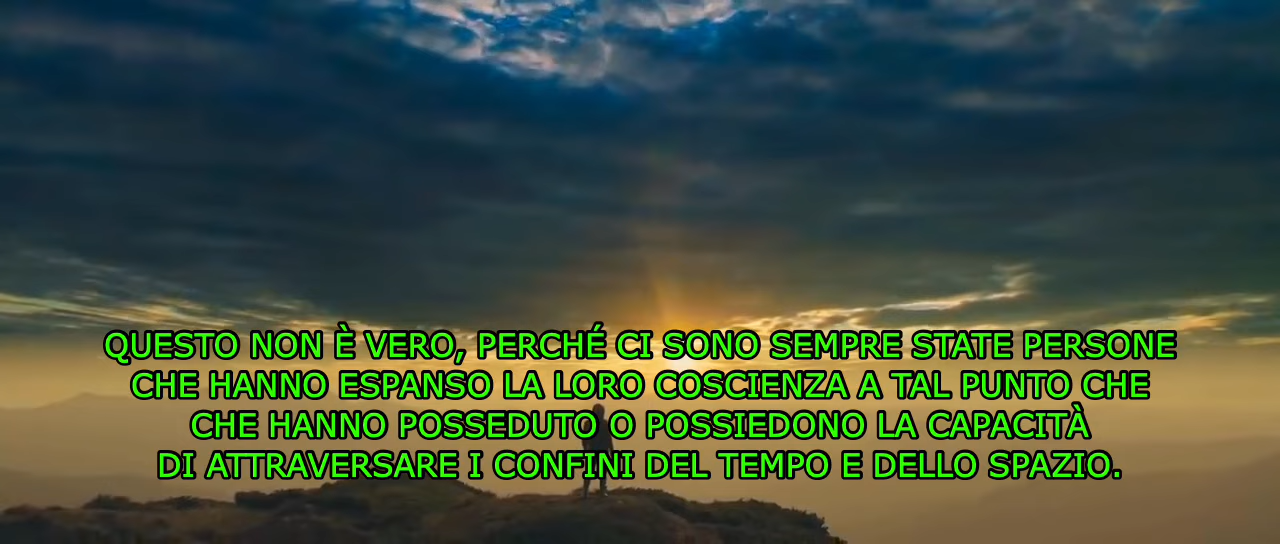 QUESTO NON È VERO, PERCHÉ CI SONO SEMPRE STATE PERSONE
CHE HANNO ESPANSO LA LORO COSCIENZA A TAL PUNTO CHE
CHE HANNO POSSEDUTO O POSSIEDONO LA CAPACITÀ
DI ATTRAVERSARE I CONFINI DEL TEMPO E DELLO SPAZIO.